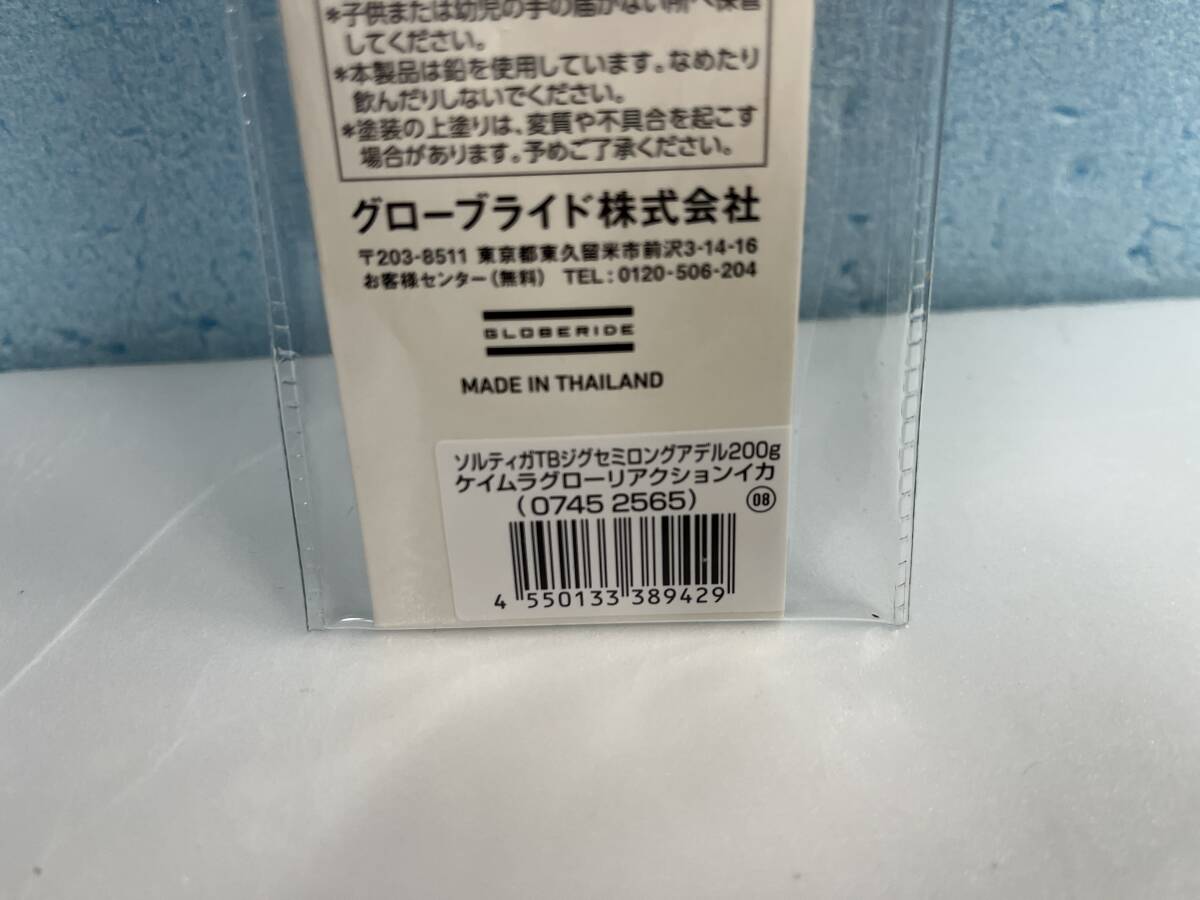 *子供または幼児の手の届かない所へ保管
してください。
*本製品は鉛を使用しています。なめたり
飲んだりしないでください。
*塗装の上塗りは、変質や不具合を起こす
場合があります。予めご了承ください。
グローブライド株式会社
〒203-8511 東京都東久留米市前沢3-14-16
お客様センター(無料) TEL:0120-506-204
GLOBERIDE
MADE IN THAILAND
ソルティガTBジグセミロングアデル200g
ケイムラグローリアクションイカ
(0745 2565) 08
4 550133 389429